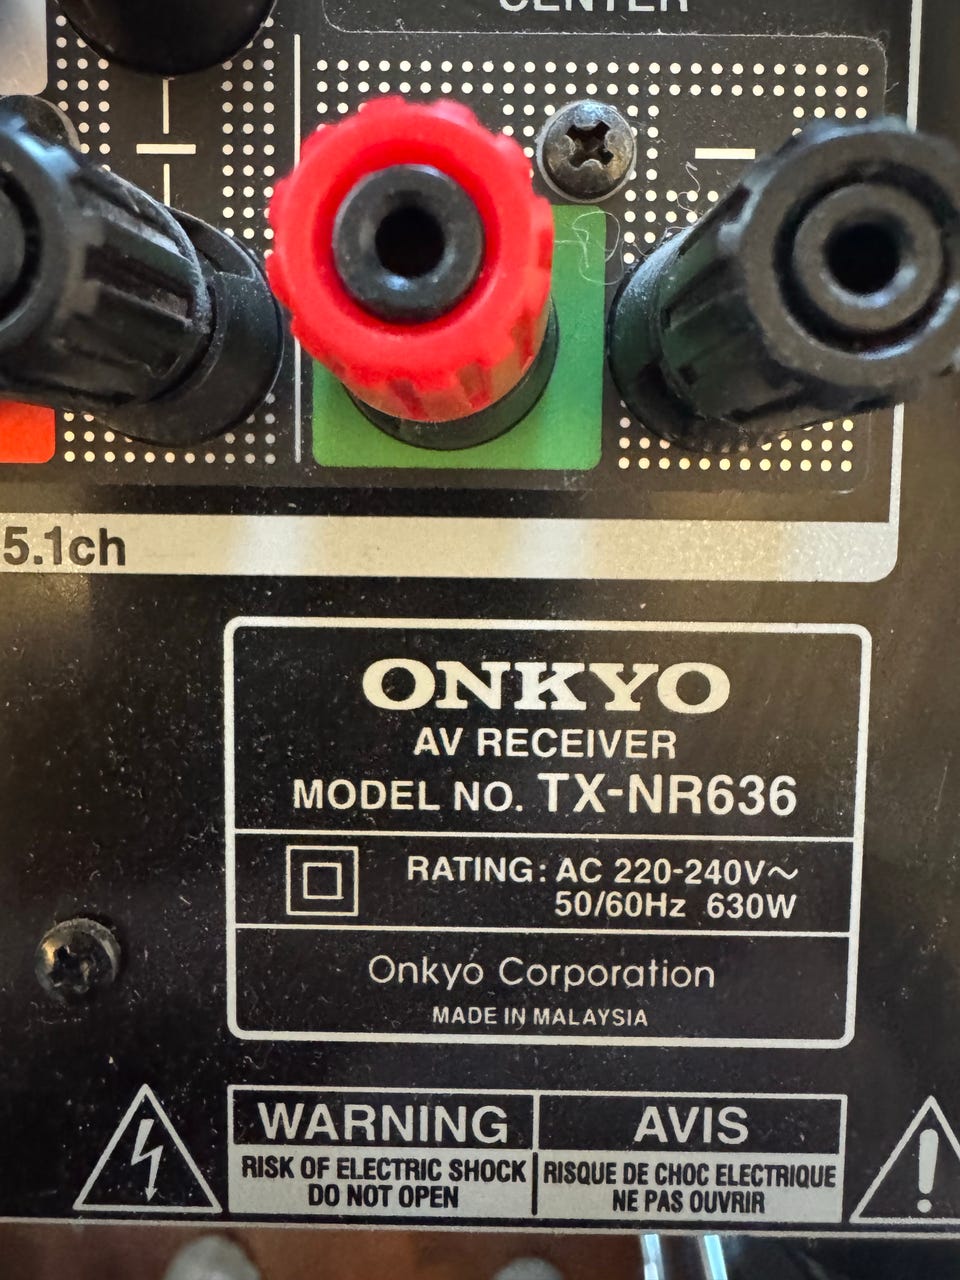 CENTER
5.1ch
ONKYO
AV RECEIVER
MODEL NO. TX-NR636
RATING: AC 220-240V~
50/60Hz 630W
Onkyo Corporation
MADE IN MALAYSIA
WARNING
RISK OF ELECTRIC SHOCK
DO NOT OPEN
AVIS
RISQUE DE CHOC ELECTRIQUE
NE PAS OUVRIR